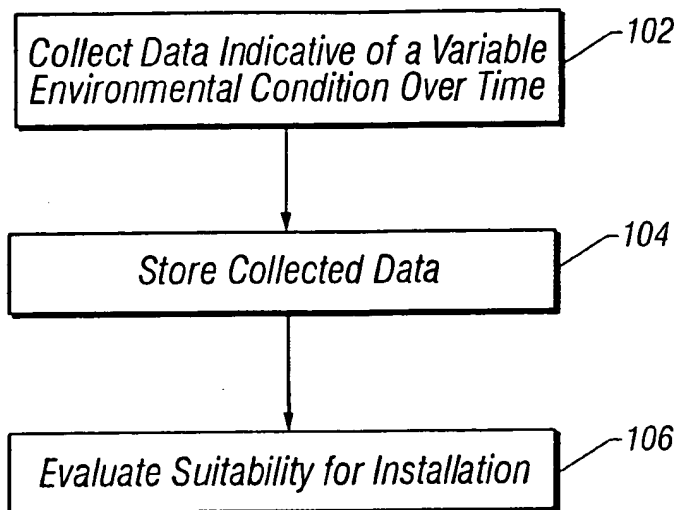 Collect Data Indicative of a Variable
Environmental Condition Over Time
102
Store Collected Data
104
Evaluate Suitability for Installation
106